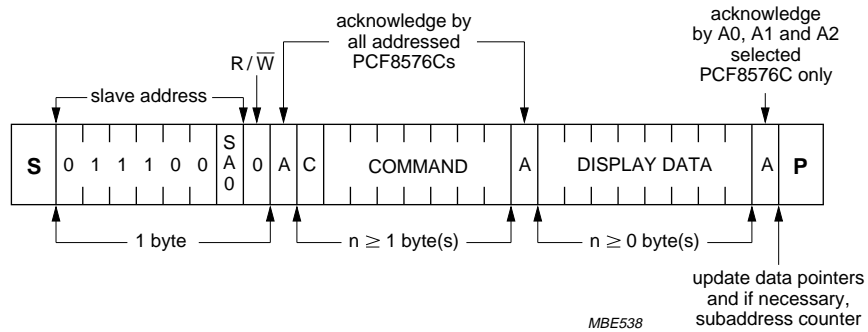 acknowledge by
all addressed
PCF8576Cs
acknowledge
by A0, A1 and A2
selected
PCF8576C only
R / W̅
slave address
S 0 1 1 1 0 0 SA0 0 A C COMMAND A DISPLAY DATA A P
1 byte
n ≥ 1 byte(s)
n ≥ 0 byte(s)
update data pointers
and if necessary,
subaddress counter
MBE538